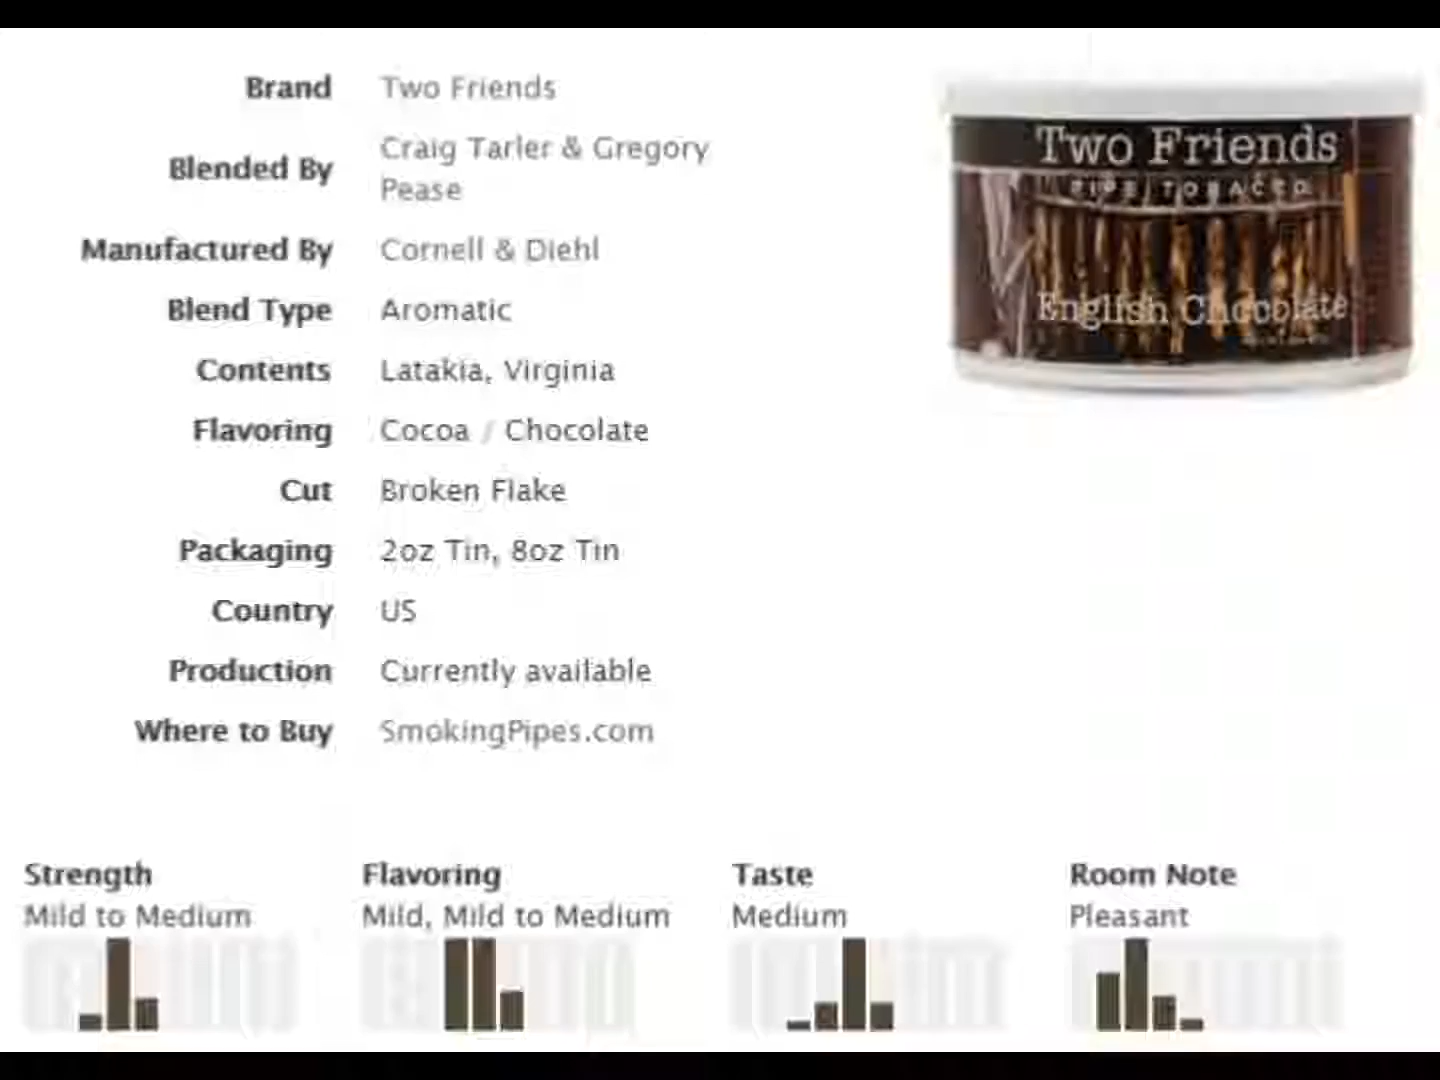 Brand Two Friends
Blended By Craig Tarler & Gregory
Pease
Manufactured By Cornell & Diehl
Blend Type Aromatic
Contents Latakia, Virginia
Flavoring Cocoa / Chocolate
Cut Broken Flake
Packaging 2oz Tin, 8oz Tin
Country US
Production Currently available
Where to Buy SmokingPipes.com
Two Friends
PIPE TOBACCO
English Chocolate
Strength Flavoring Taste Room Note
Mild to Medium Mild, Mild to Medium Medium Pleasant